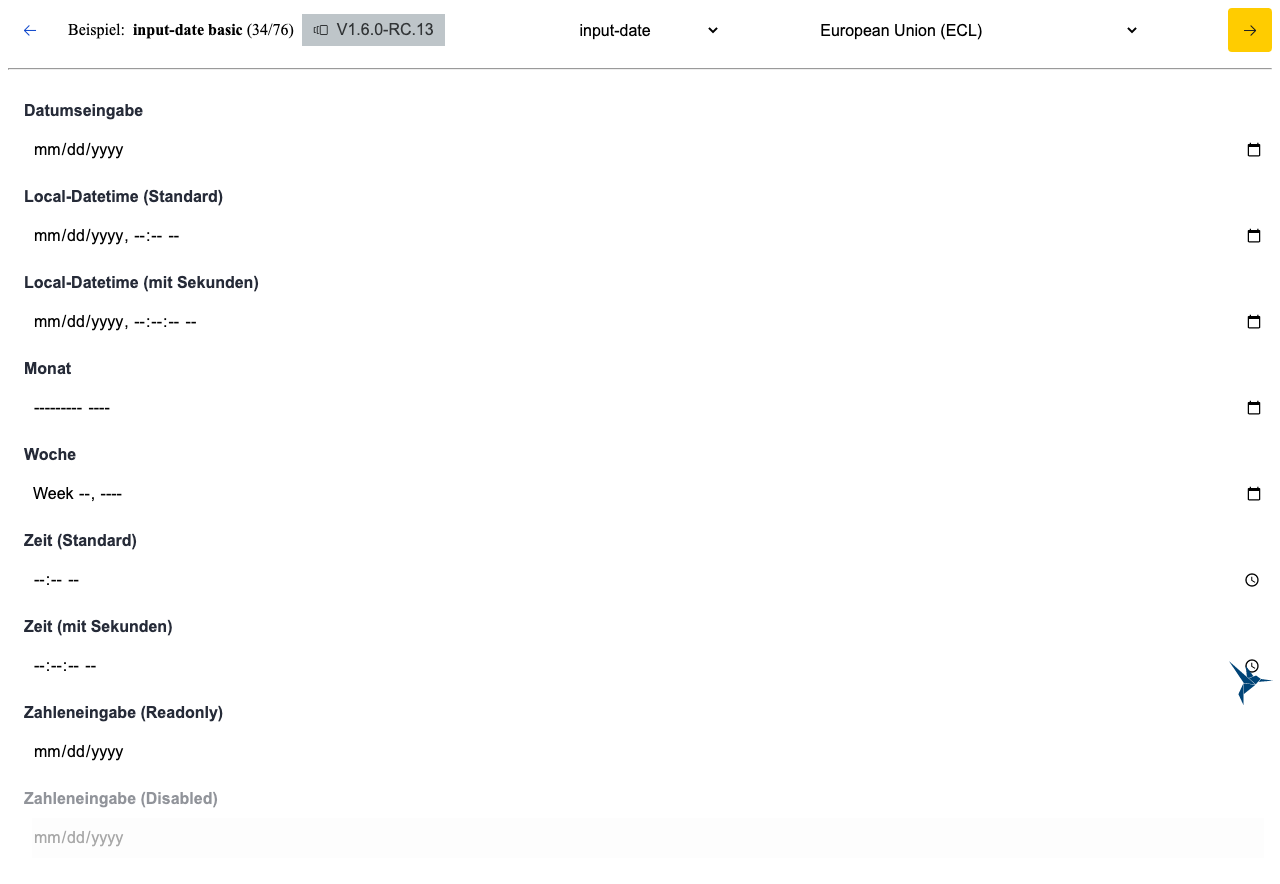 Beispiel: input-date basic (34/76) V1.6.0-RC.13 input-date European Union (ECL)
Datumseingabe
mm/dd/yyyy
Local-Datetime (Standard)
mm/dd/yyyy, --:-- --
Local-Datetime (mit Sekunden)
mm/dd/yyyy, --:--:-- --
Monat
--------- ----
Woche
Week --, ----
Zeit (Standard)
--:-- --
Zeit (mit Sekunden)
--:--:-- --
Zahleneingabe (Readonly)
mm/dd/yyyy
Zahleneingabe (Disabled)
mm/dd/yyyy